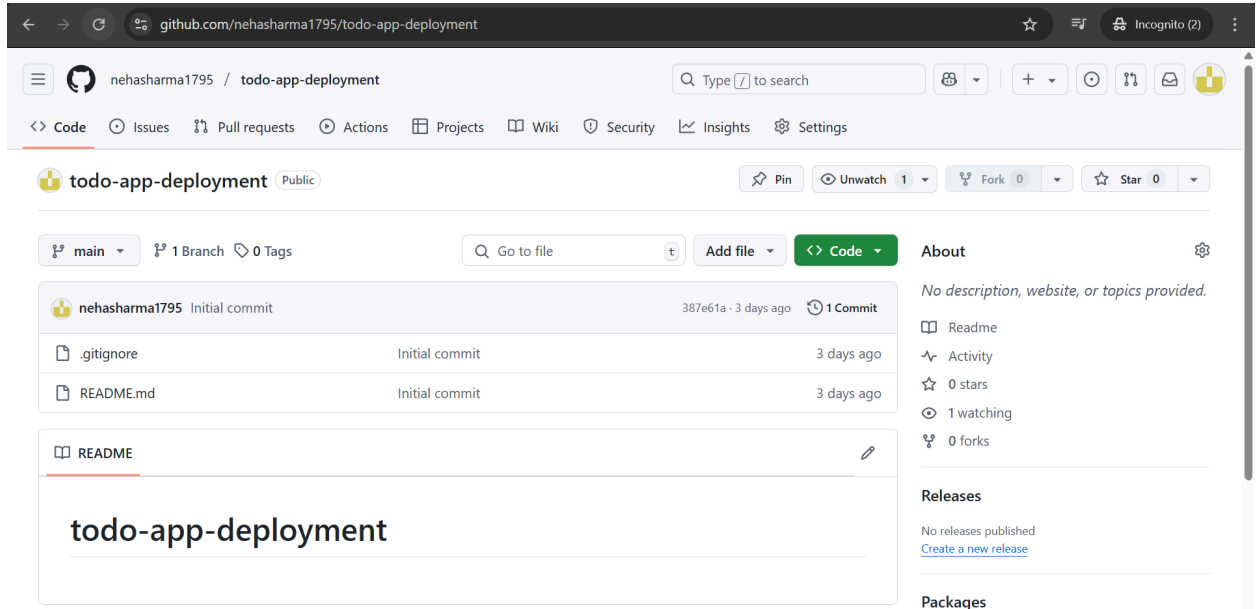 github.com/nehasharma1795/todo-app-deployment
Incognito (2)
nehasharma1795 / todo-app-deployment
Type / to search
Code
Issues
Pull requests
Actions
Projects
Wiki
Security
Insights
Settings
todo-app-deployment Public
Pin
Unwatch 1
Fork 0
Star 0
main
1 Branch
0 Tags
Go to file t
Add file
Code
nehasharma1795 Initial commit 387e61a · 3 days ago 1 Commit
.gitignore Initial commit 3 days ago
README.md Initial commit 3 days ago
README
todo-app-deployment
About
No description, website, or topics provided.
Readme
Activity
0 stars
1 watching
0 forks
Releases
No releases published
Create a new release
Packages